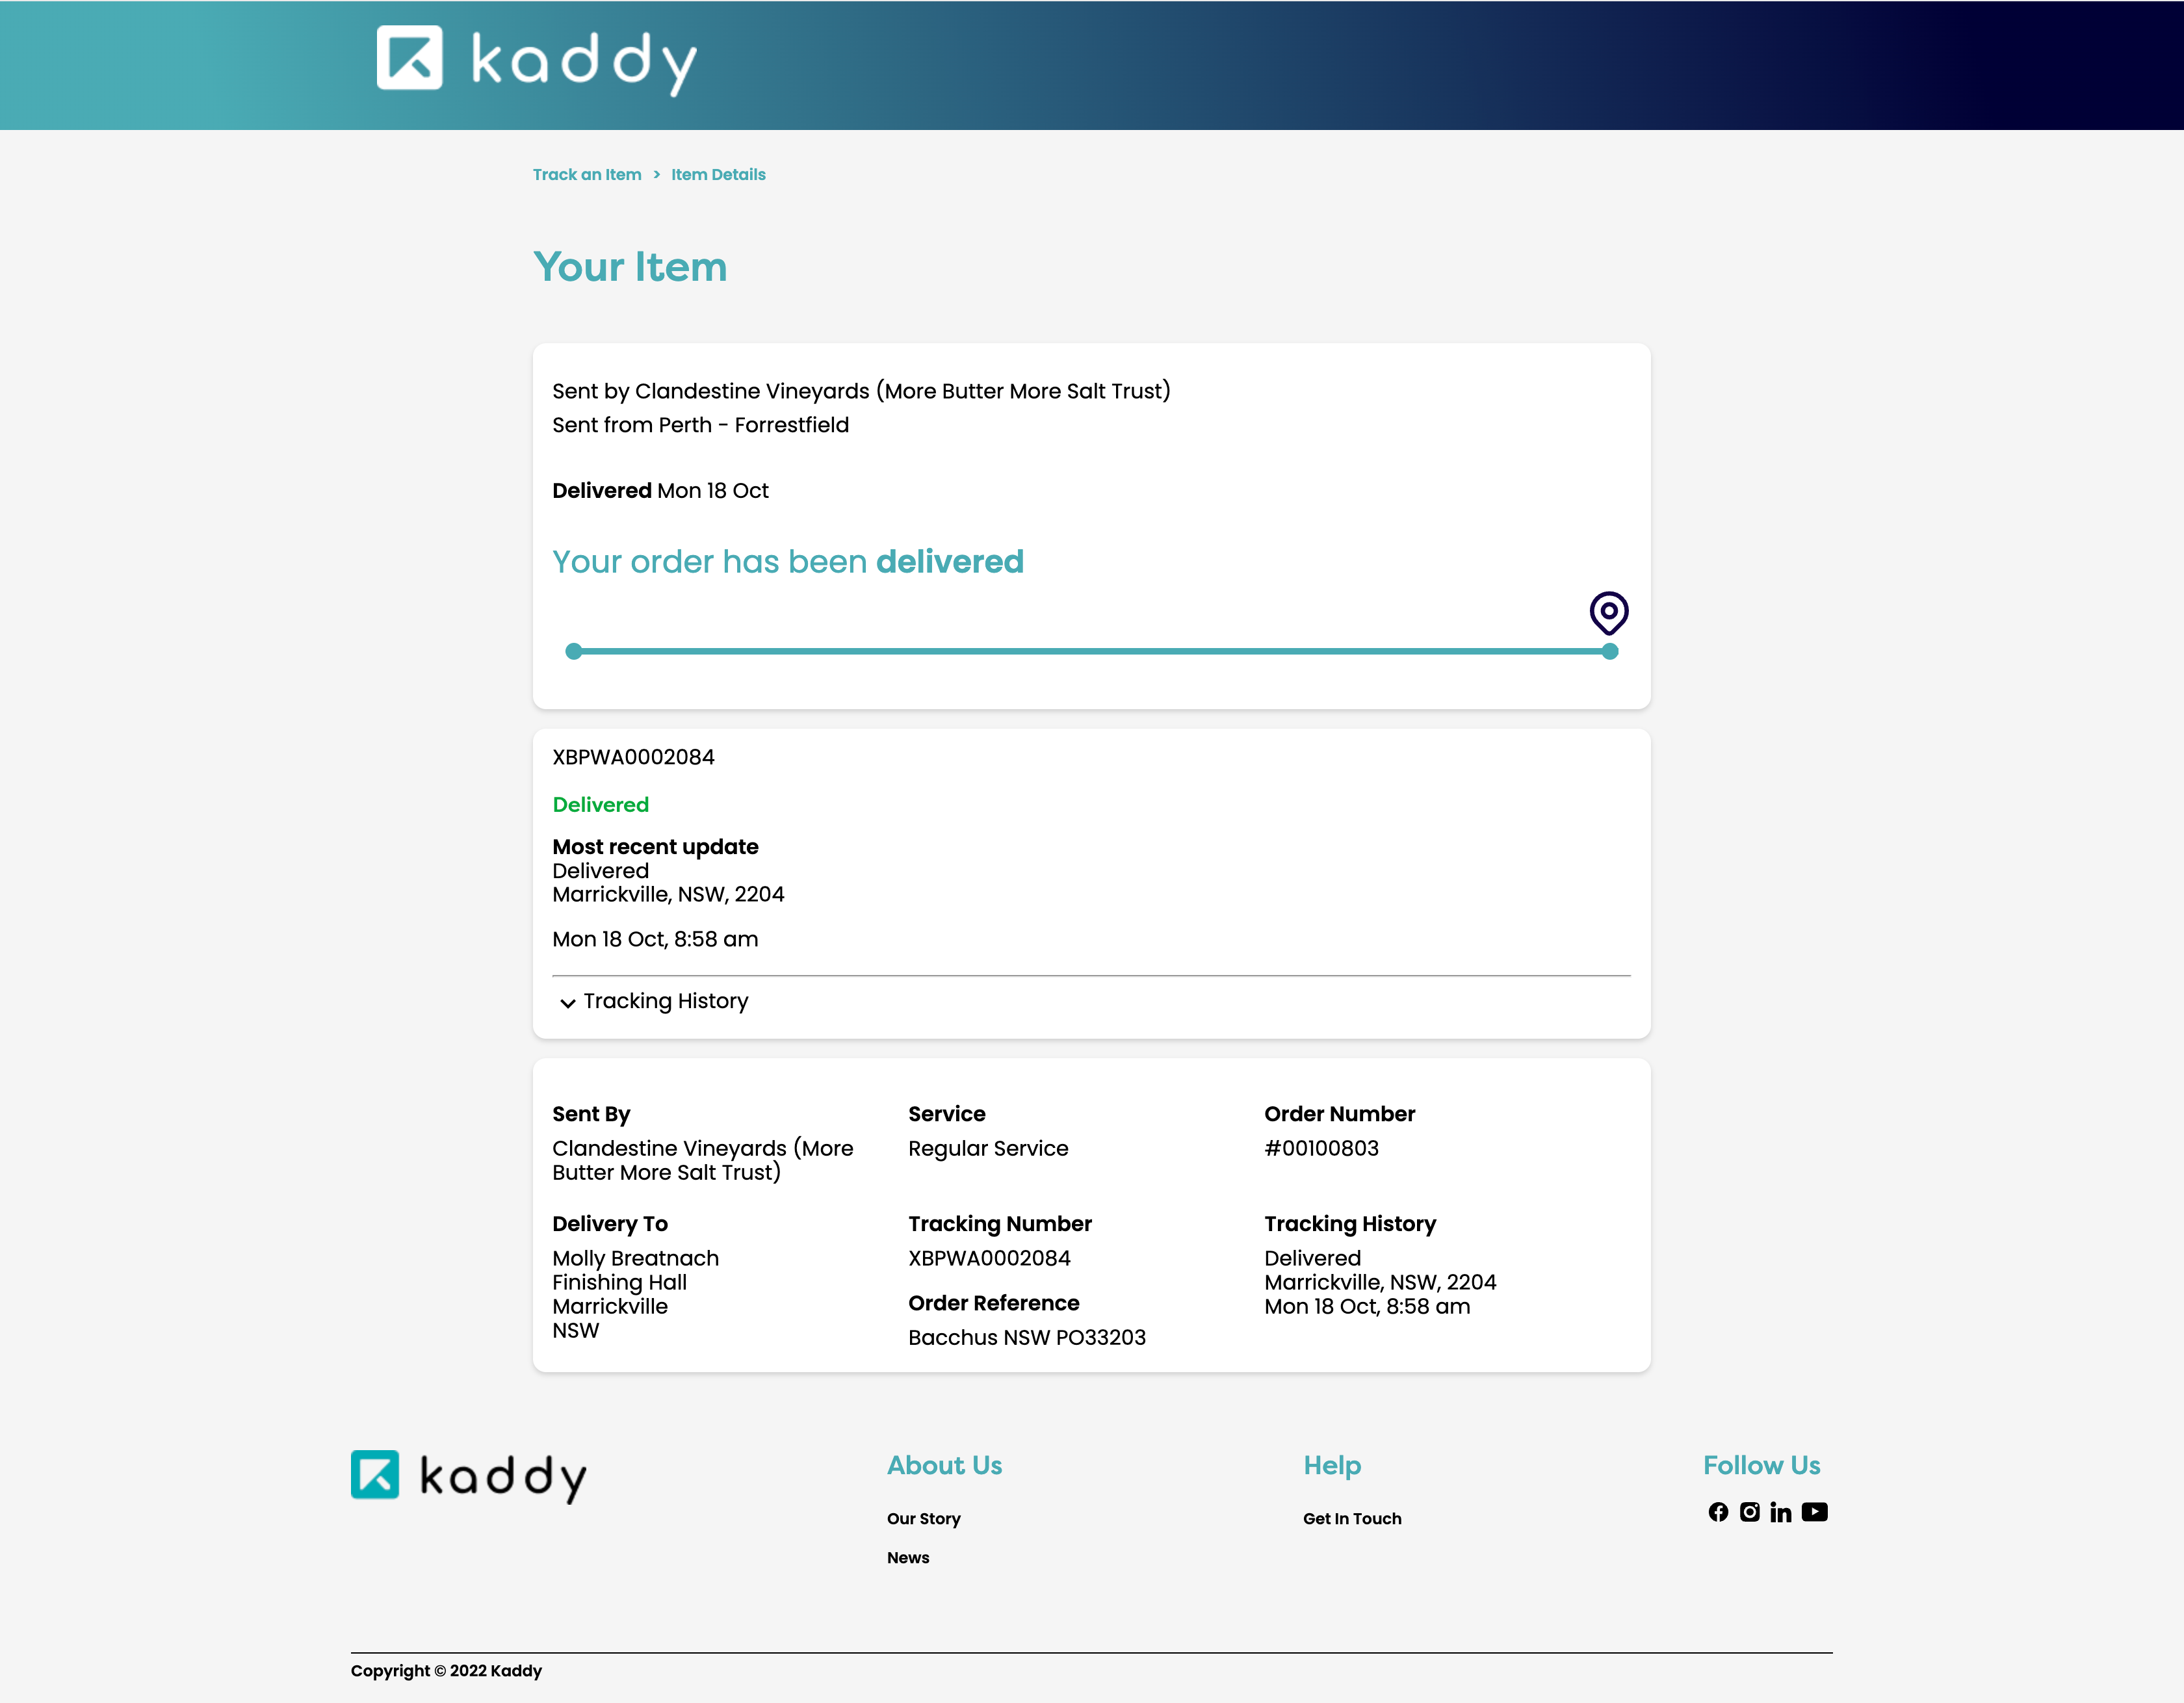 kaddy
Track an Item > Item Details
Your Item
Sent by Clandestine Vineyards (More Butter More Salt Trust)
Sent from Perth - Forrestfield
Delivered Mon 18 Oct
Your order has been delivered
XBPWA0002084
Delivered
Most recent update
Delivered
Marrickville, NSW, 2204
Mon 18 Oct, 8:58 am
Tracking History
Sent By
Clandestine Vineyards (More
Butter More Salt Trust)
Service
Regular Service
Order Number
#00100803
Delivery To
Molly Breatnach
Finishing Hall
Marrickville
NSW
Tracking Number
XBPWA0002084
Order Reference
Bacchus NSW PO33203
Tracking History
Delivered
Marrickville, NSW, 2204
Mon 18 Oct, 8:58 am
kaddy
About Us
Our Story
News
Help
Get In Touch
Follow Us
Copyright © 2022 Kaddy